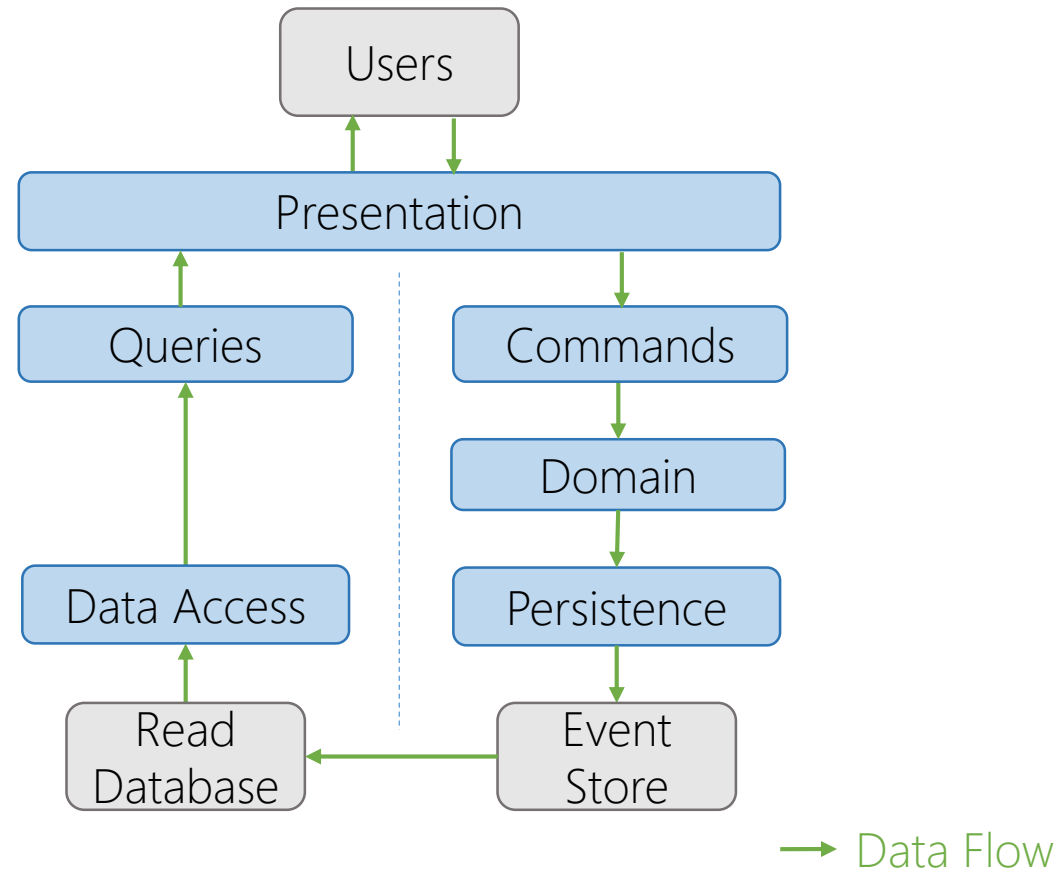 Users
Presentation
Queries
Commands
Domain
Data Access
Persistence
Read
Database
Event
Store
Data Flow